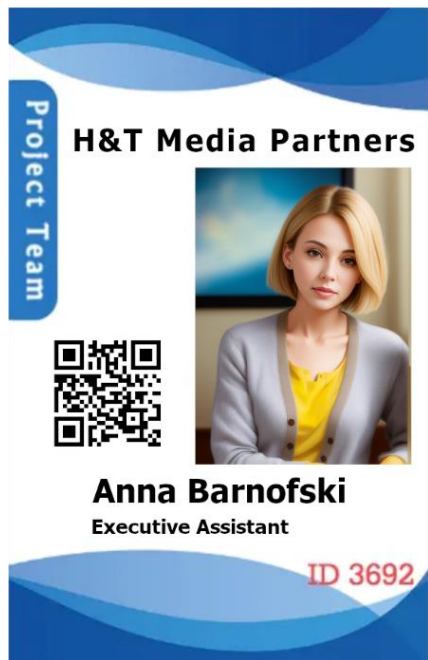 H&T Media Partners
Project Team
Anna Barnofski
Executive Assistant
ID 3692